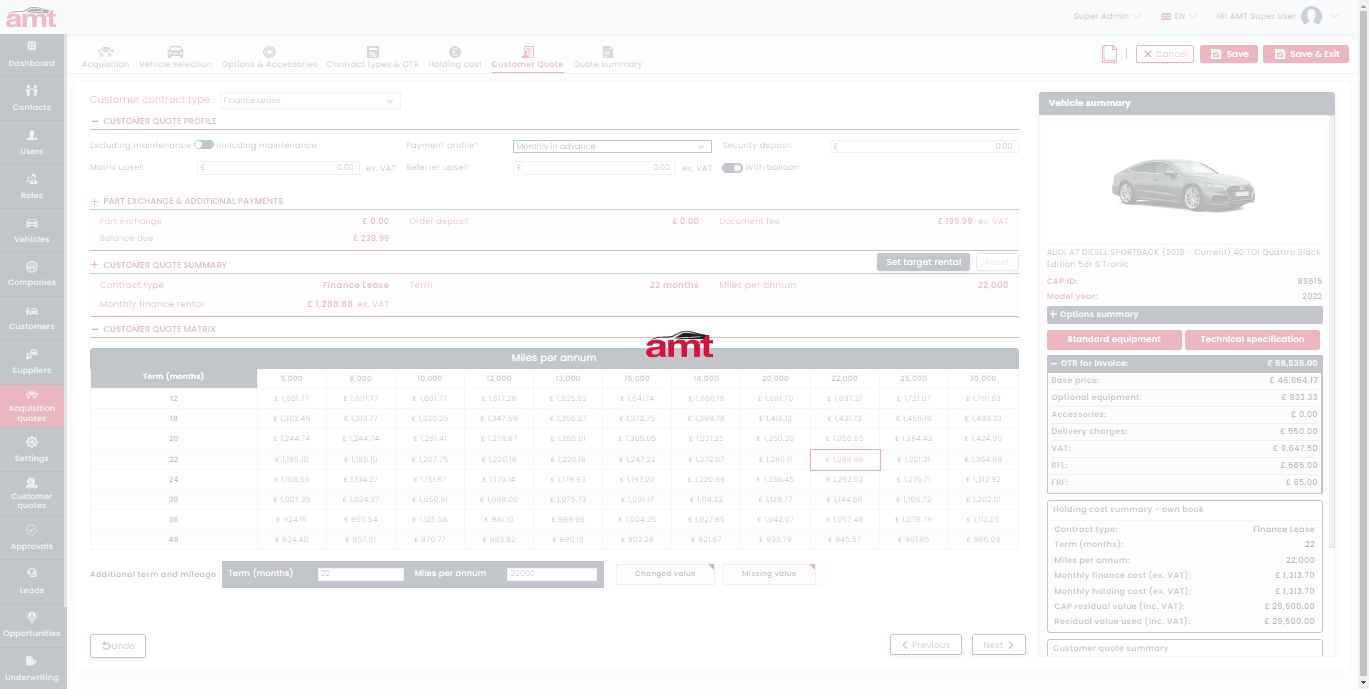 amt
Super Admin
EN
Hi! AMT Super User
Dashboard
Contacts
Users
Roles
Vehicles
Companies
Customers
Suppliers
Acquisition quotes
Settings
Customer quotes
Approvals
Leads
Opportunities
Underwriting
Acquisition Vehicle selection Options & Accessories Contract types & OTR Holding cost Customer Quote Quote summary
Cancel Save Save & Exit
Customer contract type : Finance Lease
CUSTOMER QUOTE PROFILE
Excluding maintenance Including maintenance Payment profile* Monthly in advance Security deposit £ 0.00
Matrix upsell £ 0.00 ex. VAT Referrer upsell £ 0.00 ex. VAT With balloon
PART EXCHANGE & ADDITIONAL PAYMENTS
Part exchange £ 0.00 Order deposit £ 0.00 Document fee £ 199.99 ex. VAT
Balance due £ 239.99
CUSTOMER QUOTE SUMMARY Set target rental Reset
Contract type Finance Lease Term 22 months Miles per annum 22,000
Monthly finance rental £ 1,288.88 ex. VAT
CUSTOMER QUOTE MATRIX
amt
Miles per annum
Term (months) 5,000 8,000 10,000 12,000 13,000 15,000 18,000 20,000 22,000 25,000 30,000
12 £ 1,601.77 £ 1,601.77 £ 1,601.77 £ 1,617.28 £ 1,625.63 £ 1,641.14 £ 1,666.19 £ 1,681.70 £ 1,697.21 £ 1,721.07 £ 1,761.63
18 £ 1,302.49 £ 1,313.77 £ 1,330.25 £ 1,347.59 £ 1,356.27 £ 1,372.75 £ 1,398.78 £ 1,416.12 £ 1,431.73 £ 1,455.16 £ 1,493.33
20 £ 1,244.74 £ 1,244.74 £ 1,261.41 £ 1,278.87 £ 1,286.01 £ 1,305.05 £ 1,331.25 £ 1,350.30 £ 1,356.65 £ 1,384.42 £ 1,424.90
22 £ 1,185.10 £ 1,185.10 £ 1,207.75 £ 1,220.18 £ 1,220.18 £ 1,247.22 £ 1,272.07 £ 1,280.11 £ 1,288.88 £ 1,301.31 £ 1,364.88
24 £ 1,108.56 £ 1,134.27 £ 1,151.87 £ 1,170.14 £ 1,178.93 £ 1,197.20 £ 1,220.89 £ 1,236.45 £ 1,252.02 £ 1,275.71 £ 1,312.92
30 £ 1,007.35 £ 1,034.37 £ 1,050.91 £ 1,068.00 £ 1,075.73 £ 1,091.17 £ 1,114.32 £ 1,129.77 £ 1,144.66 £ 1,166.72 £ 1,202.01
36 £ 924.15 £ 950.54 £ 1,125.08 £ 981.10 £ 988.96 £ 1,004.25 £ 1,027.85 £ 1,042.67 £ 1,057.48 £ 1,078.79 £ 1,113.05
48 £ 834.40 £ 857.61 £ 870.77 £ 883.92 £ 890.16 £ 902.28 £ 921.67 £ 933.79 £ 945.57 £ 961.85 £ 986.09
Additional term and mileage Term (months) 22 Miles per annum 22000 Changed value Missing value
Undo Previous Next
Vehicle summary
AUDI A7 DIESEL SPORTBACK (2018 - Current) 40 TDI Quattro Black
Edition 5dr S Tronic
CAP ID: 89615
Model year: 2022
Options summary
Standard equipment Technical specification
OTR for invoice: £ 58,535.00
Base price: £ 46,654.17
Optional equipment: £ 833.33
Accessories: £ 0.00
Delivery charges: £ 550.00
VAT: £ 9,647.50
RFL: £ 585.00
FRF: £ 65.00
Holding cost summary - own book
Contract type: Finance Lease
Term (months): 22
Miles per annum: 22,000
Monthly finance cost (ex. VAT): £ 1,313.70
Monthly holding cost (ex. VAT): £ 1,313.70
CAP residual value (inc. VAT): £ 29,500.00
Residual value used (inc. VAT): £ 29,500.00
Customer quote summary